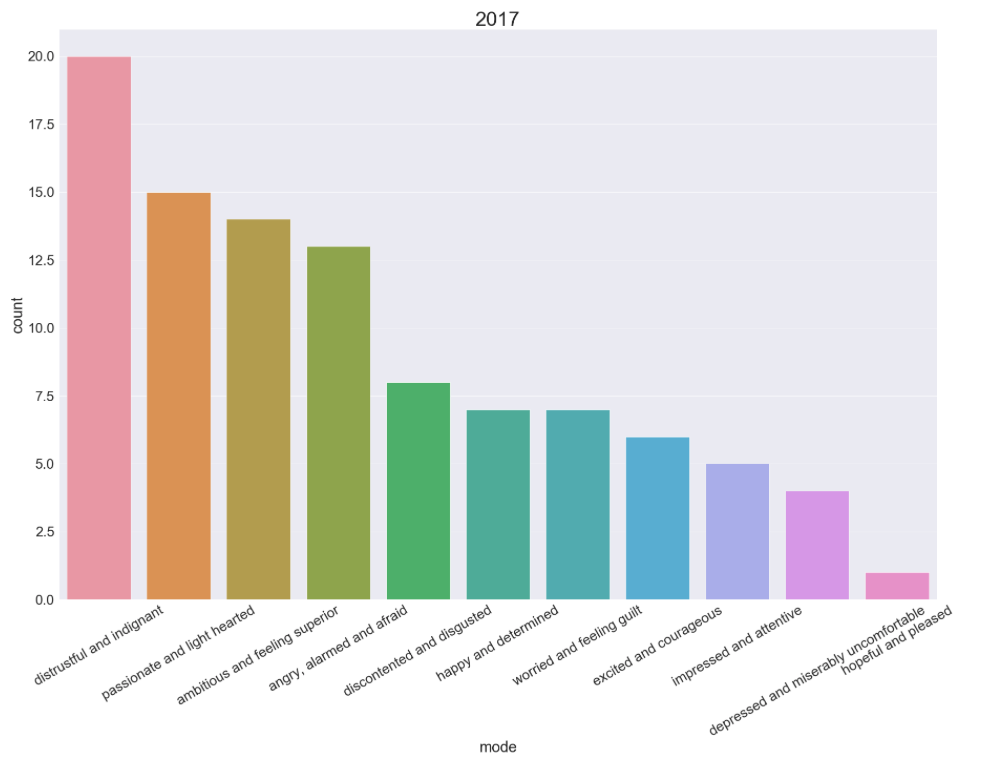 2017
20.0
17.5
15.0
12.5
10.0
7.5
5.0
2.5
0.0
count
distrustful and indignant
passionate and light hearted
ambitious and feeling superior
angry, alarmed and afraid
discontented and disgusted
happy and determined
worried and feeling guilt
excited and courageous
impressed and attentive
depressed and miserably uncomfortable
hopeful and pleased
mode